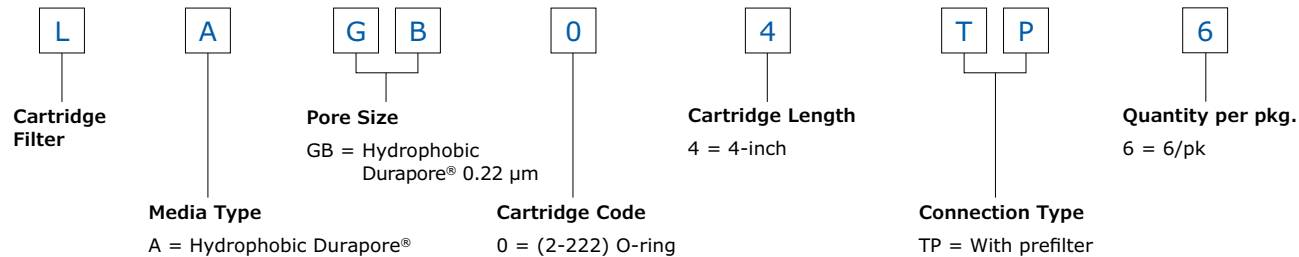 L A G B 0 4 T P 6
Cartridge
Filter
Pore Size
GB = Hydrophobic
Durapore® 0.22 µm
Cartridge Length
4 = 4-inch
Quantity per pkg.
6 = 6/pk
Media Type
A = Hydrophobic Durapore®
Cartridge Code
0 = (2-222) O-ring
Connection Type
TP = With prefilter